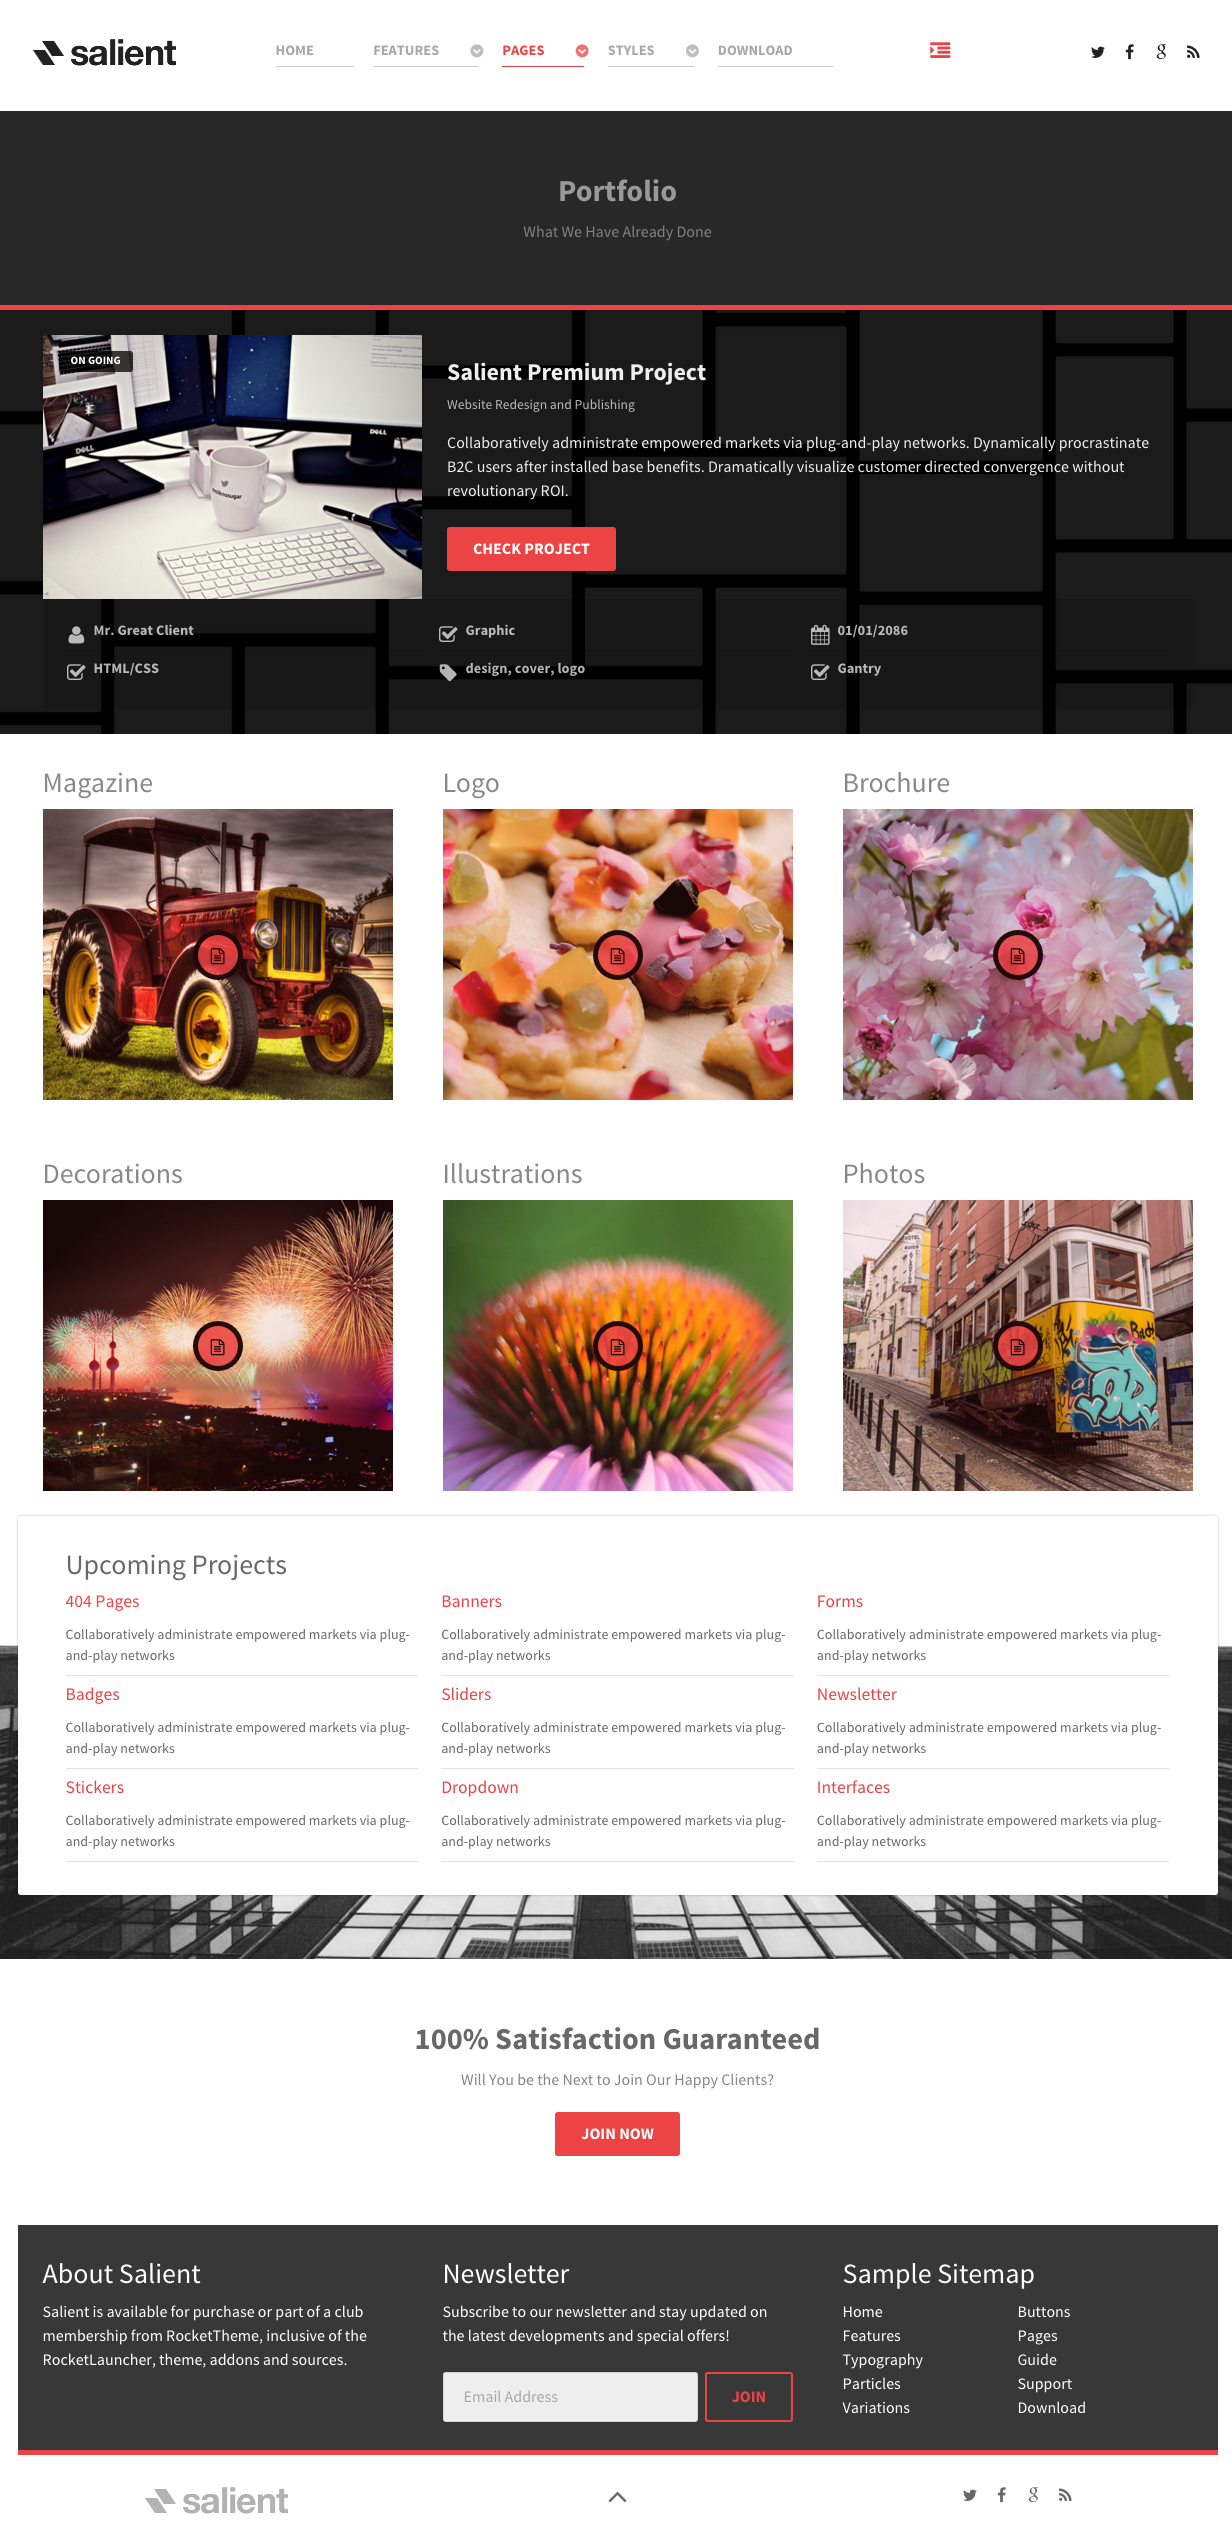 salient
HOME FEATURES PAGES STYLES DOWNLOAD
Portfolio
What We Have Already Done
ON GOING
DELL
DELL
Salient Premium Project
Website Redesign and Publishing
Collaboratively administrate empowered markets via plug-and-play networks. Dynamically procrastinate
B2C users after installed base benefits. Dramatically visualize customer directed convergence without
revolutionary ROI.
CHECK PROJECT
Mr. Great Client Graphic 01/01/2086
HTML/CSS design, cover, logo Gantry
Magazine Logo Brochure
Decorations Illustrations Photos
HOTEL
Upcoming Projects
404 Pages Banners Forms
Collaboratively administrate empowered markets via plug- Collaboratively administrate empowered markets via plug- Collaboratively administrate empowered markets via plug-
and-play networks and-play networks and-play networks
Badges Sliders Newsletter
Collaboratively administrate empowered markets via plug- Collaboratively administrate empowered markets via plug- Collaboratively administrate empowered markets via plug-
and-play networks and-play networks and-play networks
Stickers Dropdown Interfaces
Collaboratively administrate empowered markets via plug- Collaboratively administrate empowered markets via plug- Collaboratively administrate empowered markets via plug-
and-play networks and-play networks and-play networks
100% Satisfaction Guaranteed
Will You be the Next to Join Our Happy Clients?
JOIN NOW
About Salient
Salient is available for purchase or part of a club
membership from RocketTheme, inclusive of the
RocketLauncher, theme, addons and sources.
Newsletter
Subscribe to our newsletter and stay updated on
the latest developments and special offers!
Email Address JOIN
Sample Sitemap
Home Buttons
Features Pages
Typography Guide
Particles Support
Variations Download
salient